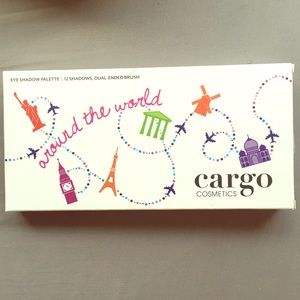 EYE SHADOW PALETTE | 12 SHADOWS, DUAL-ENDED BRUSH
around the world
cargo
COSMETICS